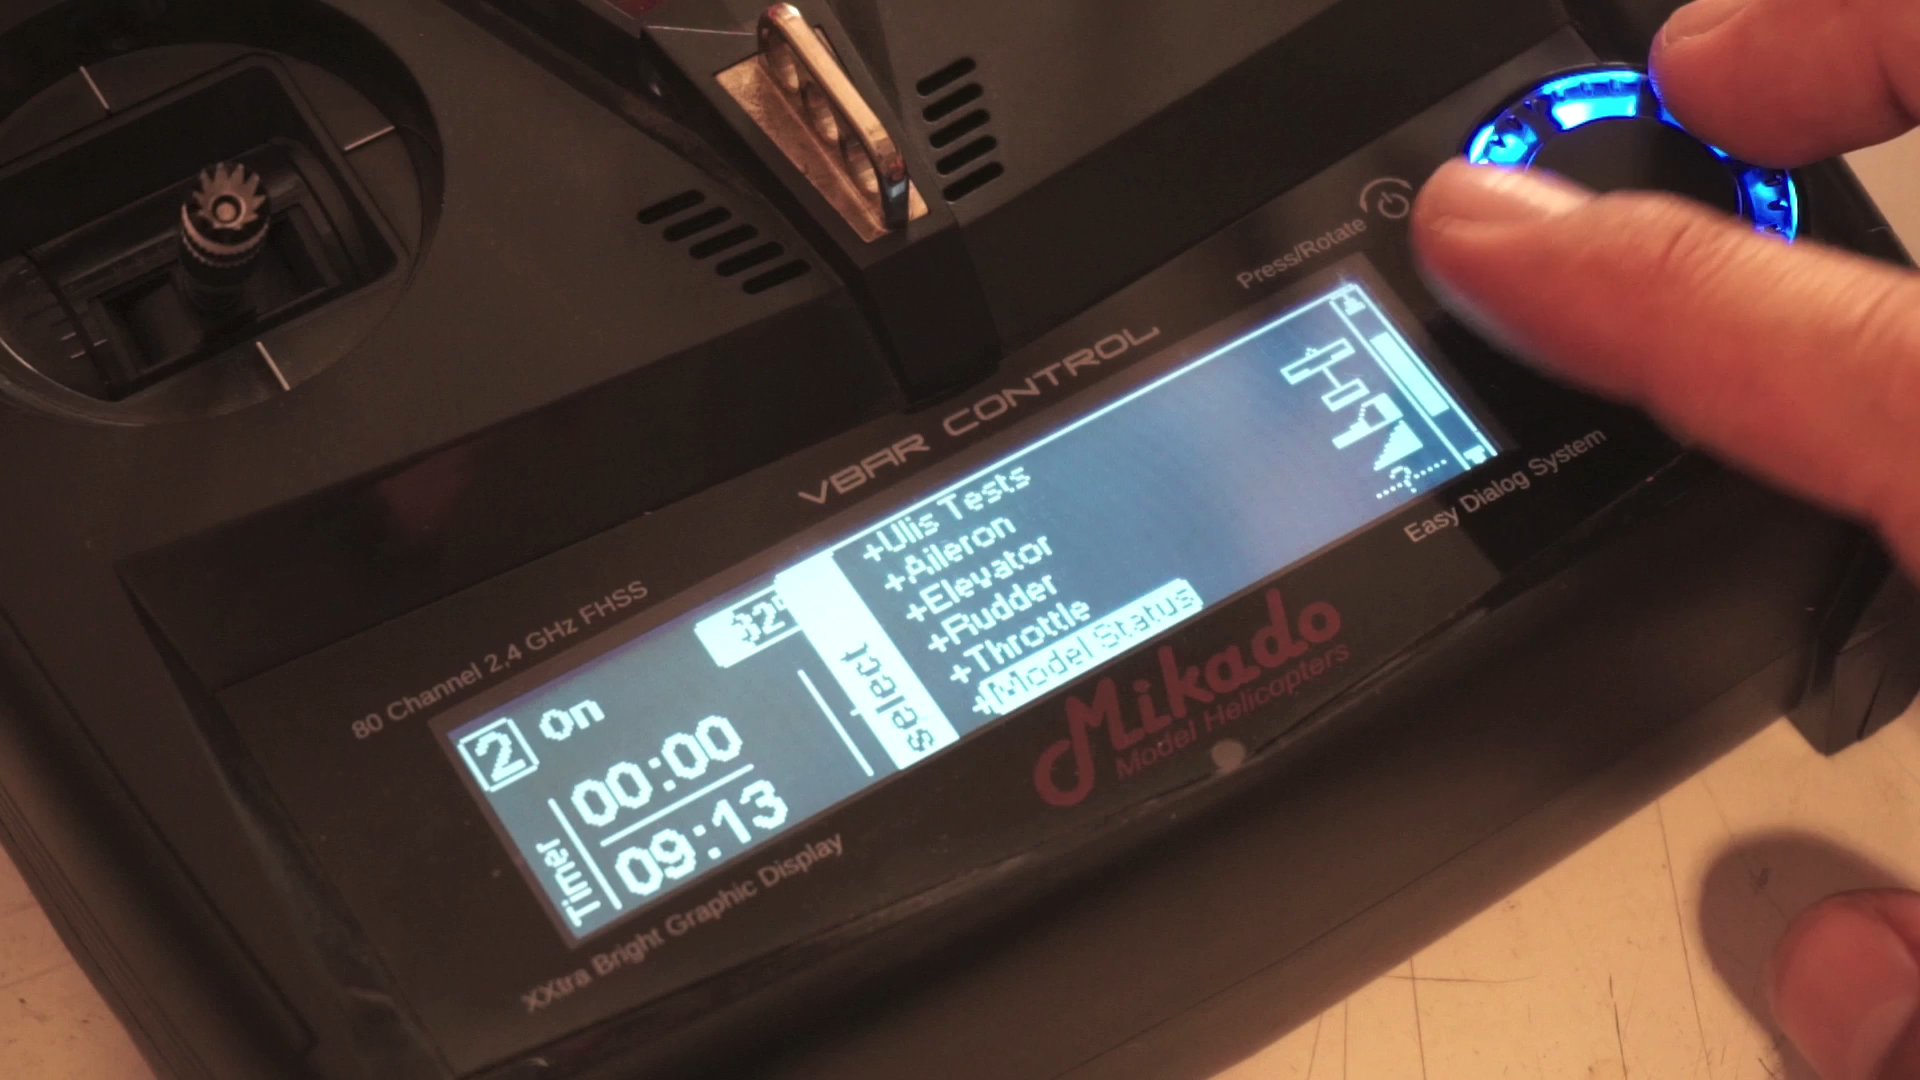 Press/Rotate
VBAR CONTROL
80 Channel 2,4 GHz FHSS
2 On
00:00
09:13
Timer
Select
+Ulis Tests
+Aileron
+Elevator
+Rudder
+Throttle
+Model Status
...?...
Easy Dialog System
Mikado
Model Helicopters
XXtra Bright Graphic Display